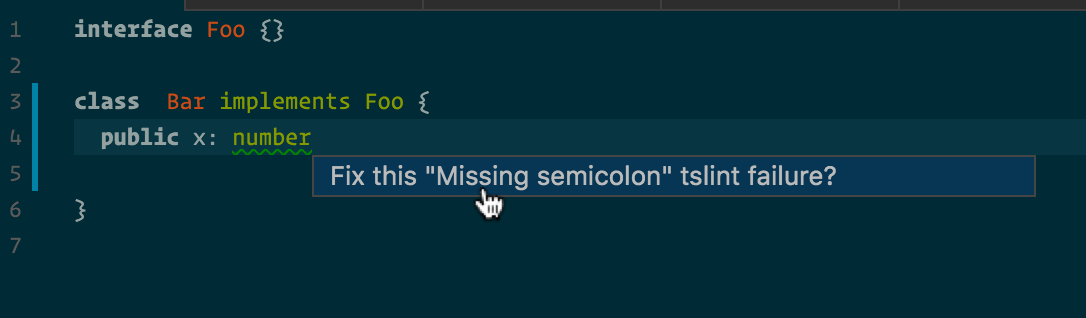 1 interface Foo {}
2
3 class  Bar implements Foo {
4   public x: number
5 Fix this "Missing semicolon" tslint failure?
6 }
7